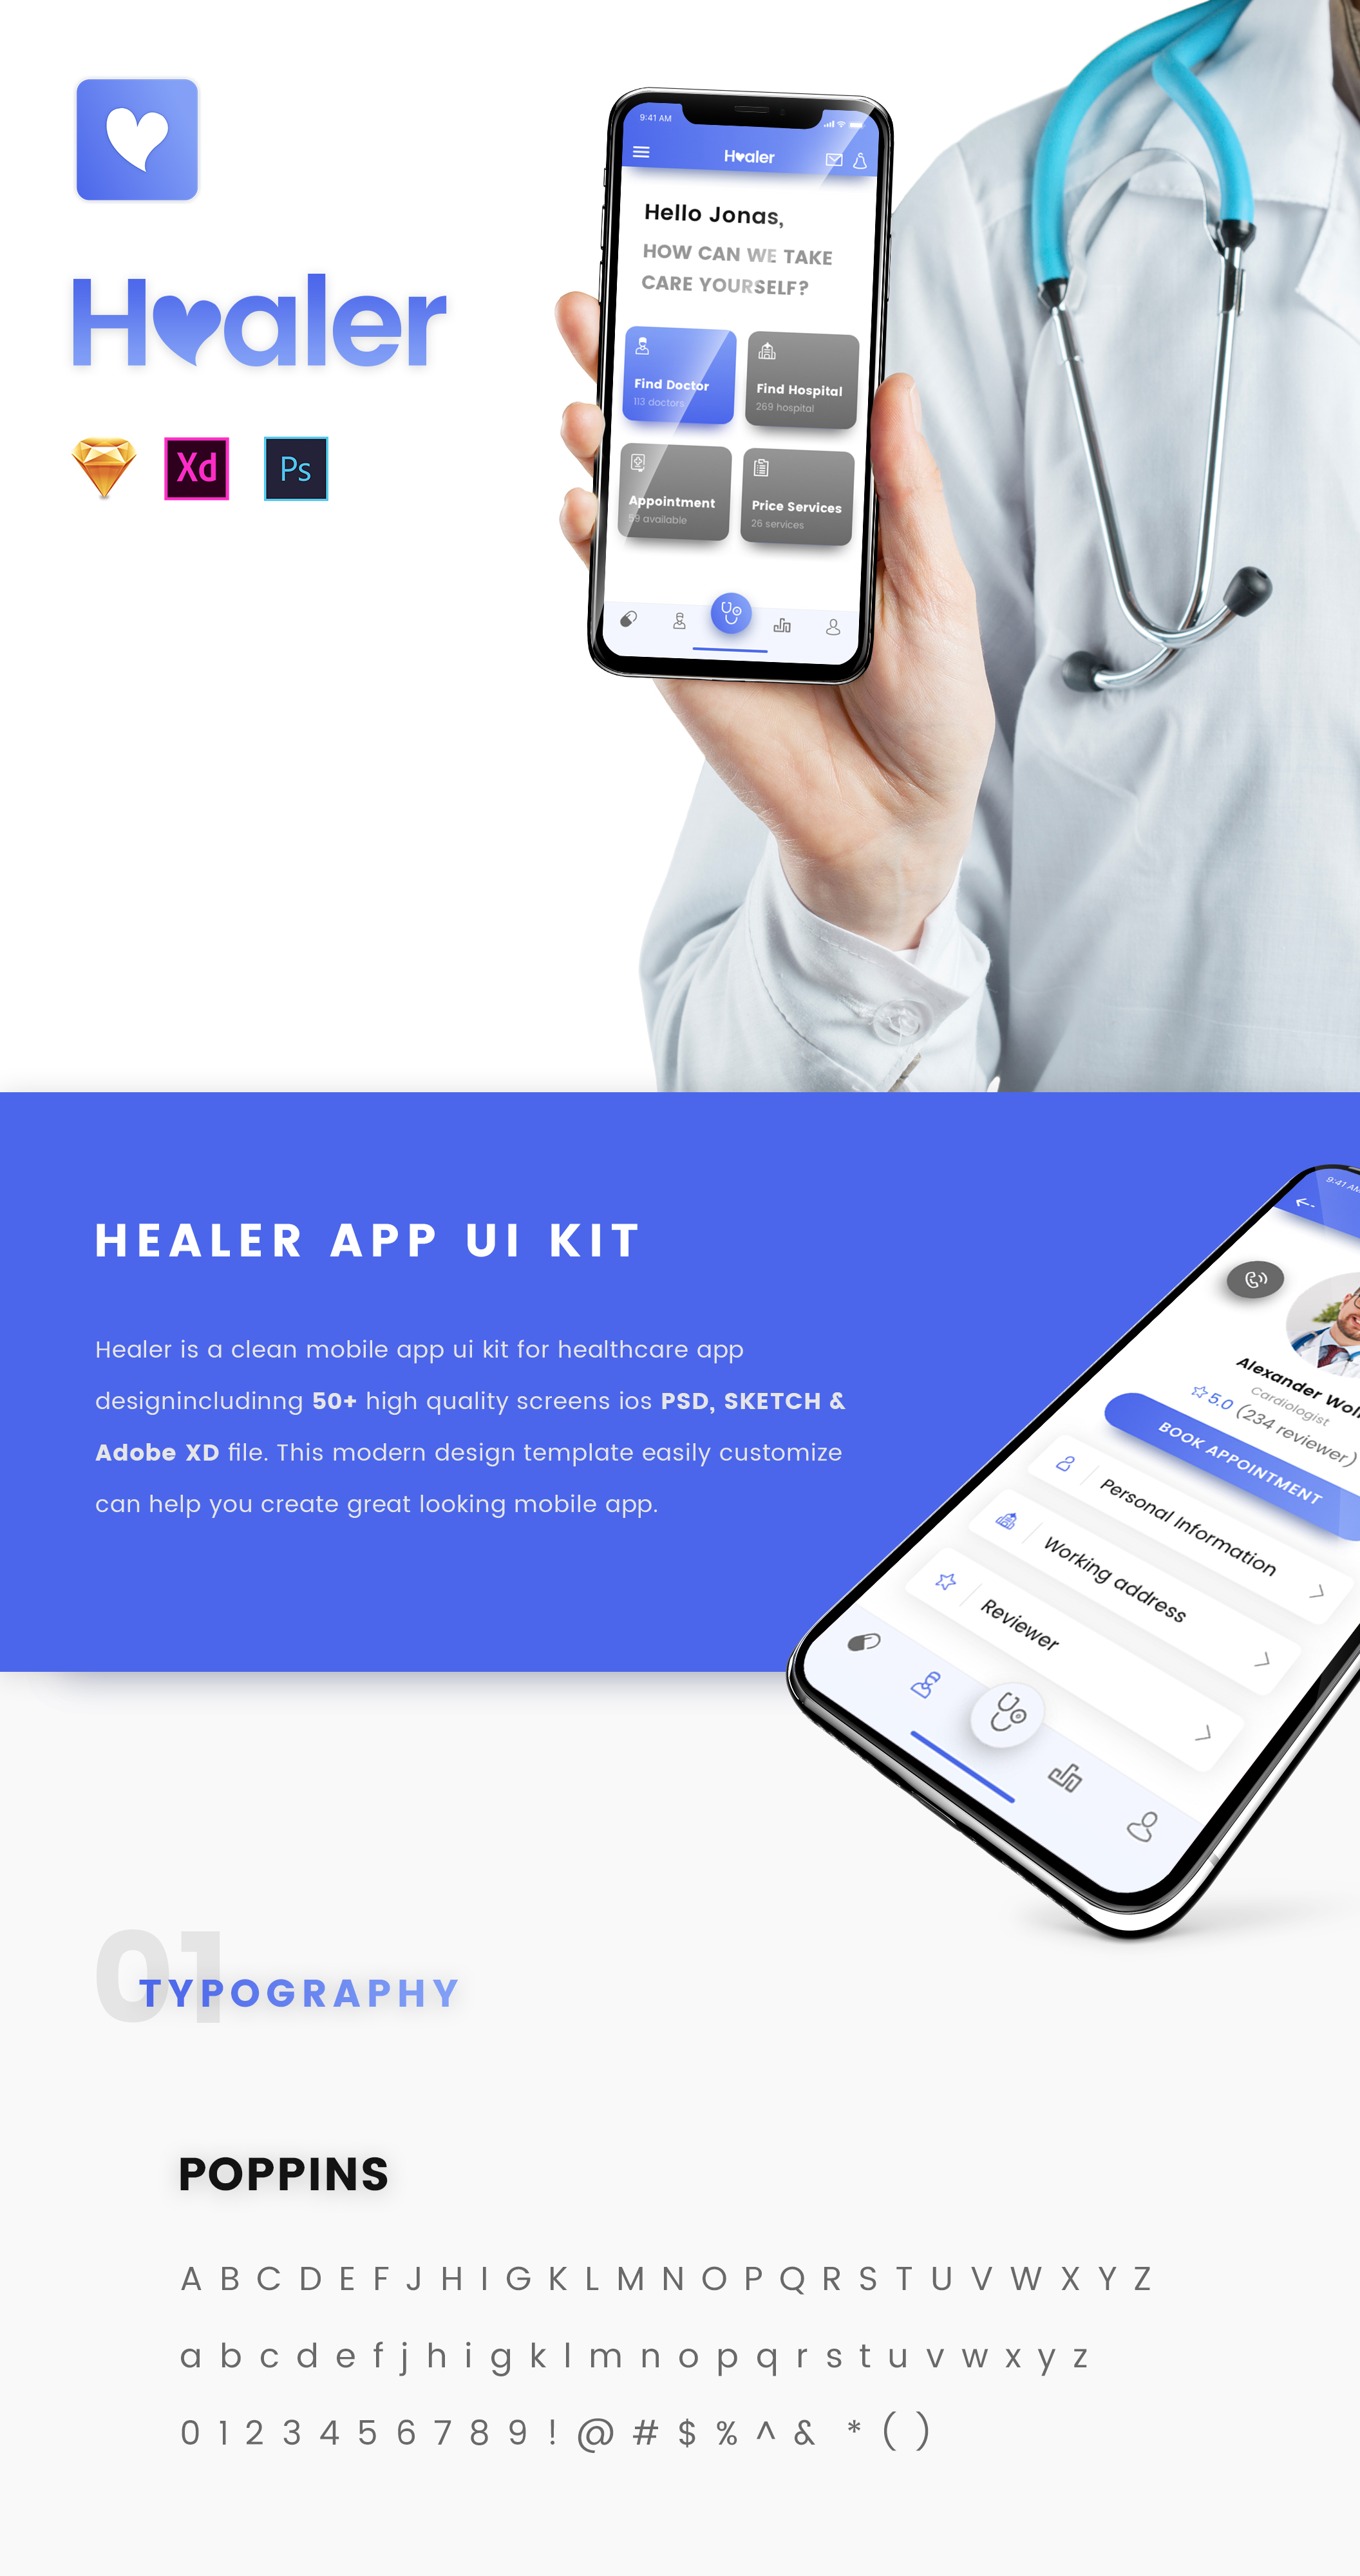 9:41 AM
Healer
Hello Jonas,
HOW CAN WE TAKE
CARE YOURSELF?
Healer
Find Doctor
113 doctors
Find Hospital
269 hospital
Xd
Ps
Appointment
59 available
Price Services
26 services
HEALER APP UI KIT
9:41 AM
Healer is a clean mobile app ui kit for healthcare app
designincludinng 50+ high quality screens ios PSD, SKETCH &
Adobe XD file. This modern design template easily customize
can help you create great looking mobile app.
Alexander
Cardiologist
5.0 (234 reviewer)
BOOK APPOINTMENT
Personal Information
Working address
Reviewer
01
TYPOGRAPHY
POPPINS
A B C D E F J H I G K L M N O P Q R S T U V W X Y Z
a b c d e f j h i g k l m n o p q r s t u v w x y z
0 1 2 3 4 5 6 7 8 9 ! @ # $ % ^ & * ( )